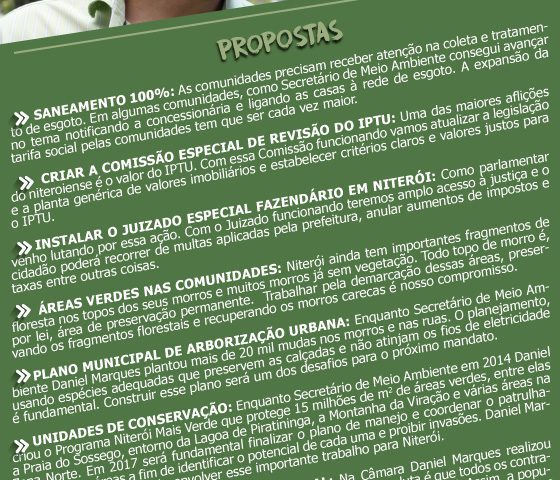 PROPOSTAS
SANEAMENTO 100%: As comunidades precisam receber atenção na coleta e tratamen-
to de esgoto. Em algumas comunidades, como Secretário de Meio Ambiente consegui avançar
no tema notificando a concessionária e ligando as casas à rede de esgoto. A expansão da
tarifa social pelas comunidades tem que ser cada vez maior.
CRIAR A COMISSÃO ESPECIAL DE REVISÃO DO IPTU: Uma das maiores aflições
do niteroiense é o valor do IPTU. Com essa Comissão funcionando vamos atualizar a legislação
e a planta genérica de valores imobiliários e estabelecer critérios claros e valores justos para
o IPTU.
INSTALAR O JUIZADO ESPECIAL FAZENDÁRIO EM NITERÓI: Como parlamentar
venho lutando por essa ação. Com o Juizado funcionando teremos amplo acesso à justiça e o
cidadão poderá recorrer de multas aplicadas pela prefeitura, anular aumentos de impostos e
taxas entre outras coisas.
ÁREAS VERDES NAS COMUNIDADES: Niterói ainda tem importantes fragmentos de
floresta nos topos dos seus morros e muitos morros já sem vegetação. Todo topo de morro é,
por lei, área de preservação permanente. Trabalhar pela demarcação dessas áreas, preser-
vando os fragmentos florestais e recuperando os morros carecas é nosso compromisso.
PLANO MUNICIPAL DE ARBORIZAÇÃO URBANA: Enquanto Secretário de Meio Am-
biente Daniel Marques plantou mais de 20 mil mudas nos morros e nas ruas. O planejamento,
usando espécies adequadas que preservem as calçadas e não atinjam os fios de eletricidade
é fundamental. Construir esse plano será um dos desafios para o próximo mandato.
UNIDADES DE CONSERVAÇÃO: Enquanto Secretário de Meio Ambiente em 2014 Daniel
criou o Programa Niterói Mais Verde que protege 15 milhões de m² de áreas verdes, entre elas
a Praia do Sossego, entorno da Lagoa de Piratininga, a Montanha da Viração e várias áreas na
Norte. Em 2017 será fundamental finalizar o plano de manejo e coordenar o patrulha-
áreas a fim de identificar o potencial de cada uma e proibir invasões. Daniel Mar-
esse importante trabalho para Niterói.
Na Câmara Daniel Marques realizou
é que todos os contra-
Assim, a popu-